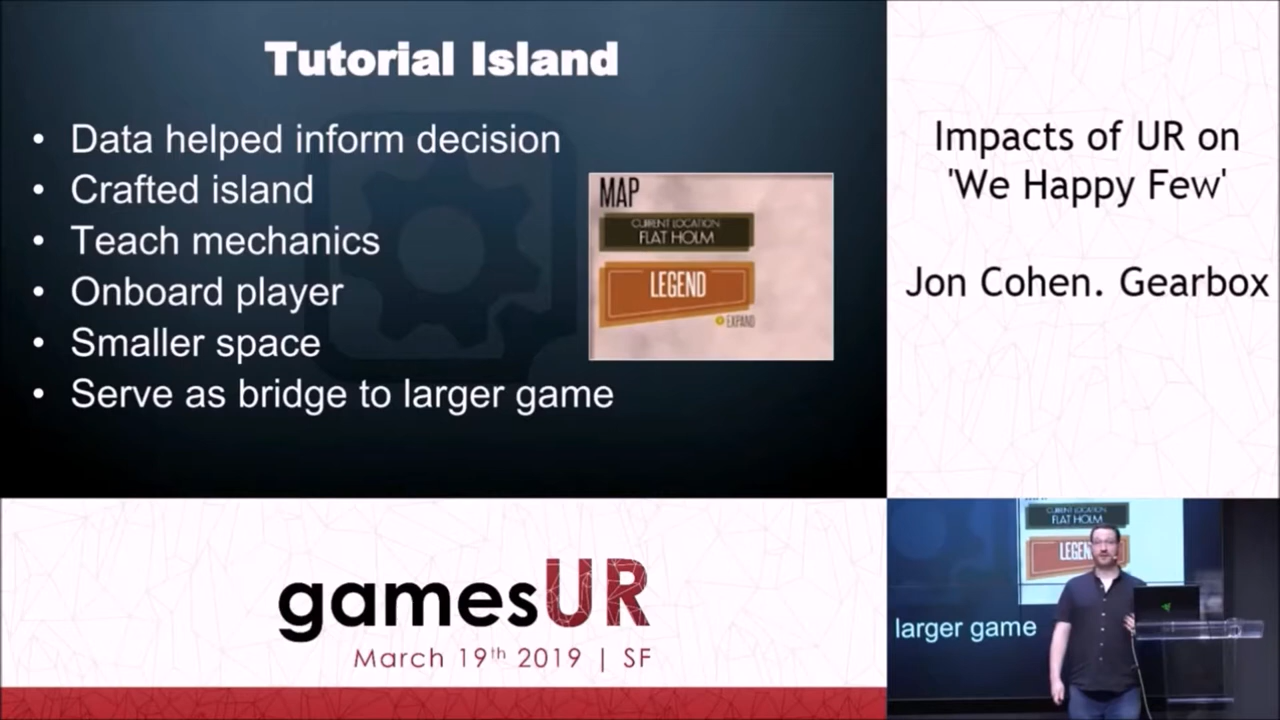 Tutorial Island
• Data helped inform decision
• Crafted island
• Teach mechanics
• Onboard player
• Smaller space
• Serve as bridge to larger game
MAP
CURRENT LOCATION
FLAT HOLM
LEGEND
EXPAND
Impacts of UR on
'We Happy Few'
Jon Cohen. Gearbox
gamesUR
March 19th 2019 | SF
CURRENT LOCATION
FLAT HOLM
LEGEN
larger game